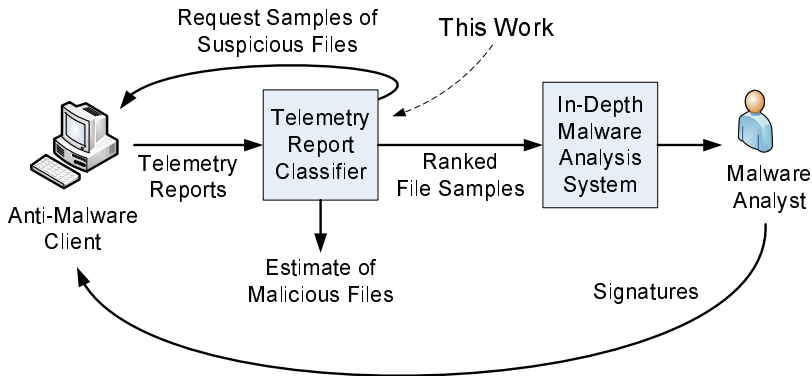 Request Samples of
Suspicious Files
This Work
Telemetry
Report
Classifier
In-Depth
Malware
Analysis
System
Telemetry
Reports
Ranked
File Samples
Malware
Analyst
Anti-Malware
Client
Estimate of
Malicious Files
Signatures